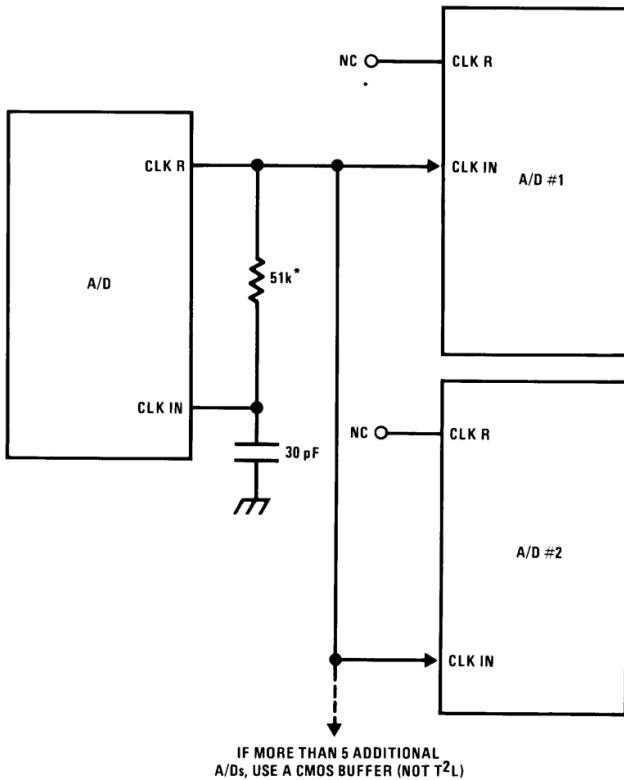 NC
CLK R
CLK R
CLK IN
A/D #1
51k*
A/D
CLK IN
NC
CLK R
30 pF
A/D #2
CLK IN
IF MORE THAN 5 ADDITIONAL
A/Ds, USE A CMOS BUFFER (NOT T²L)